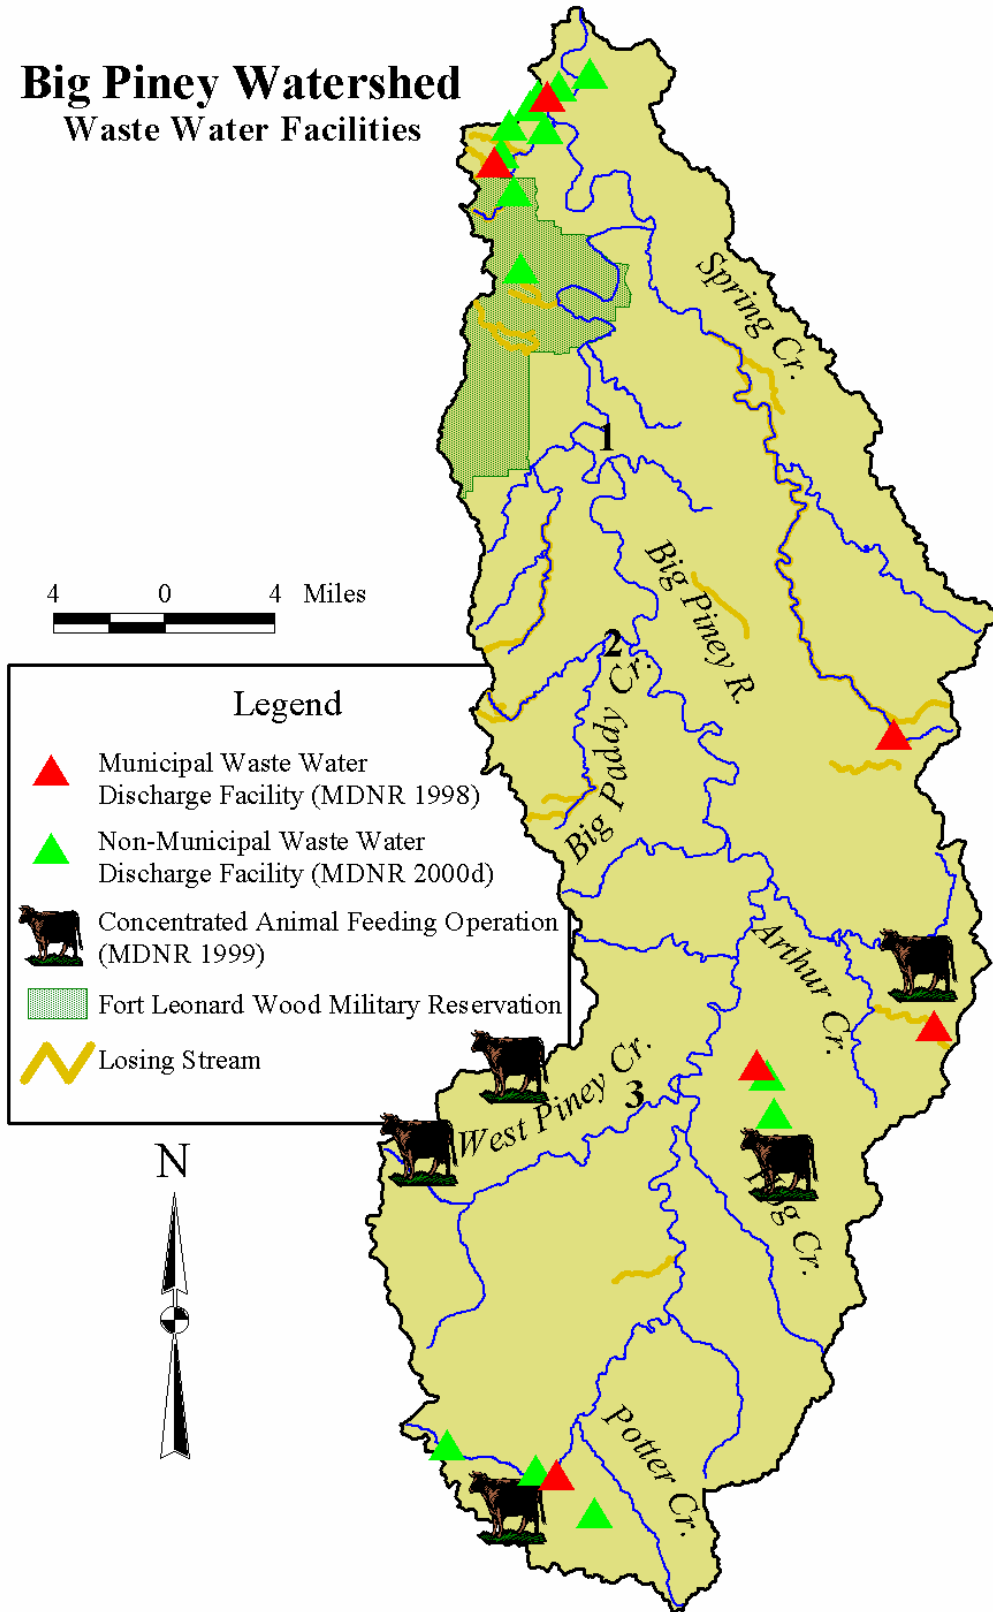 Big Piney Watershed
Waste Water Facilities
Spring Cr.
1
Big Piney R.
4 0 4 Miles
2
Big Paddy Cr.
Legend
Municipal Waste Water
Discharge Facility (MDNR 1998)
Non-Municipal Waste Water
Discharge Facility (MDNR 2000d)
Concentrated Animal Feeding Operation
(MDNR 1999)
Fort Leonard Wood Military Reservation
Losing Stream
Arthur Cr.
West Piney Cr.
3
Cr.
N
Potter Cr.